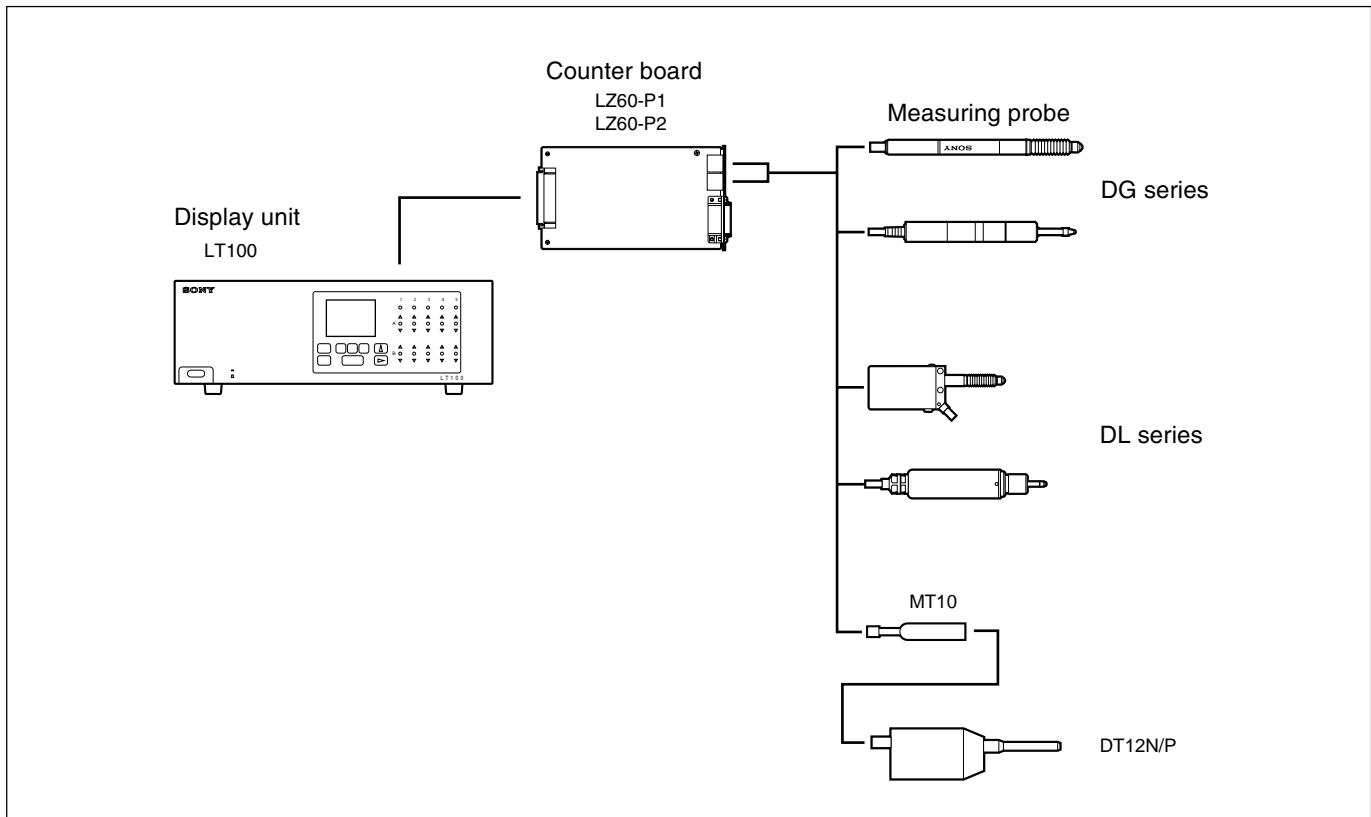 Counter board
LZ60-P1
LZ60-P2
Measuring probe
SONY
DG series
Display unit
LT100
SONY
1 2 3 4 5
A
B
LT100
DL series
MT10
DT12N/P